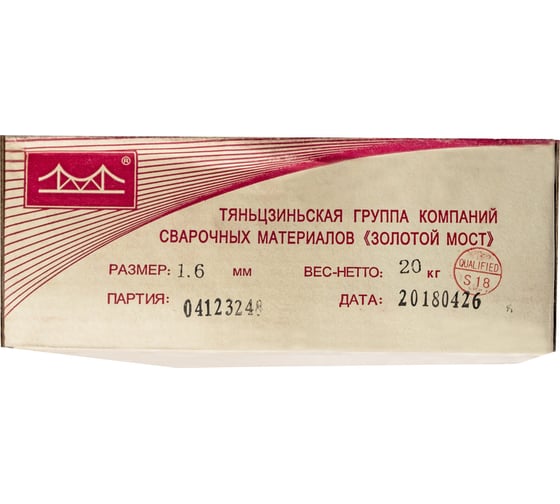 ®
ТЯНЬЦЗИНЬСКАЯ ГРУППА КОМПАНИЙ
СВАРОЧНЫХ МАТЕРИАЛОВ 《ЗОЛОТОЙ МОСТ》
РАЗМЕР: 1.6 мм ВЕС-НЕТТО: 20 кг
QUALIFIED
S 18
ПАРТИЯ: 04123248 ДАТА: 20180426